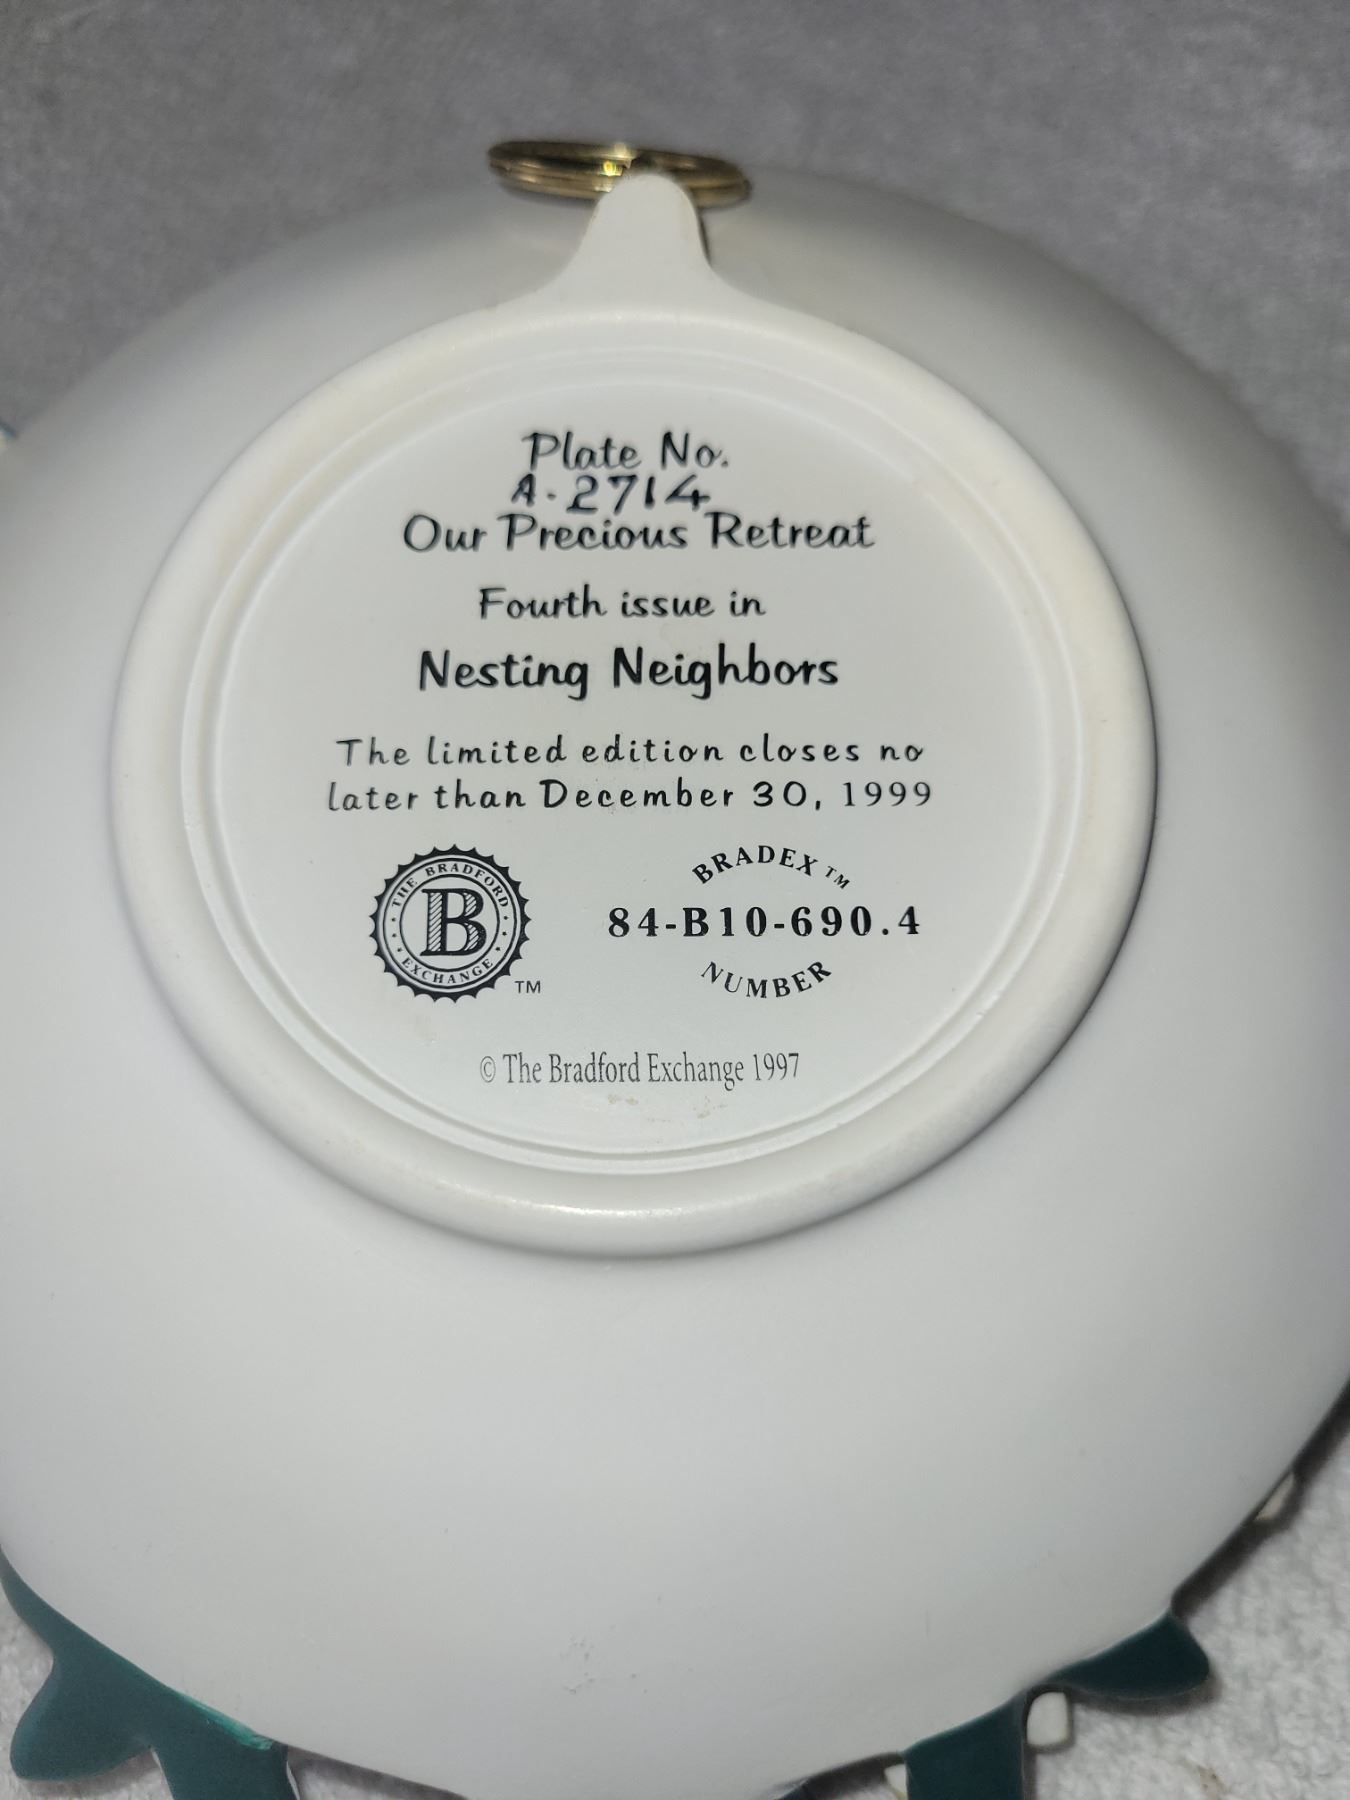 Plate No.
A-2714
Our Precious Retreat
Fourth issue in
Nesting Neighbors
The limited edition closes no
later than December 30, 1999
THE BRADFORD
B
EXCHANGE
TM
BRADEX TM
84-B10-690.4
NUMBER
© The Bradford Exchange 1997